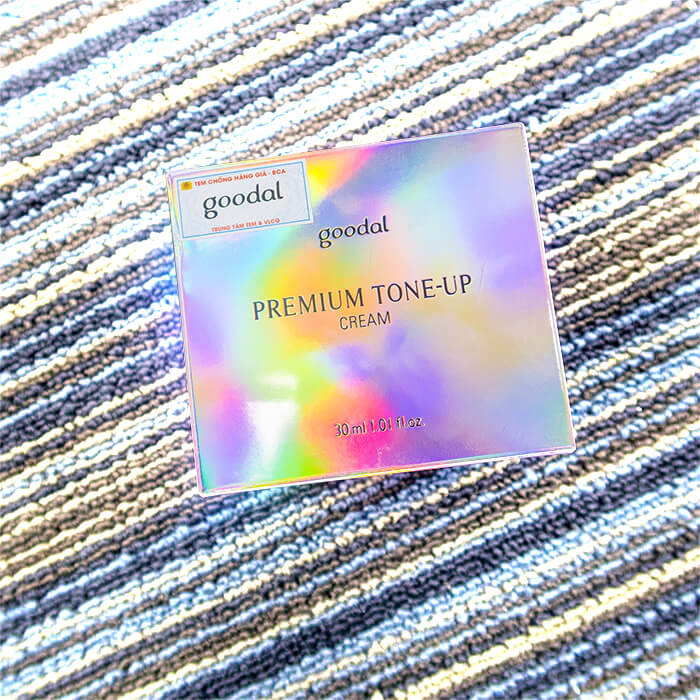 TEM CHỐNG HÀNG GIẢ - BCA
goodal
TRUNG TÂM TEM & VLCG
goodal
PREMIUM TONE-UP
CREAM
30 ml 1.01 fl.oz.